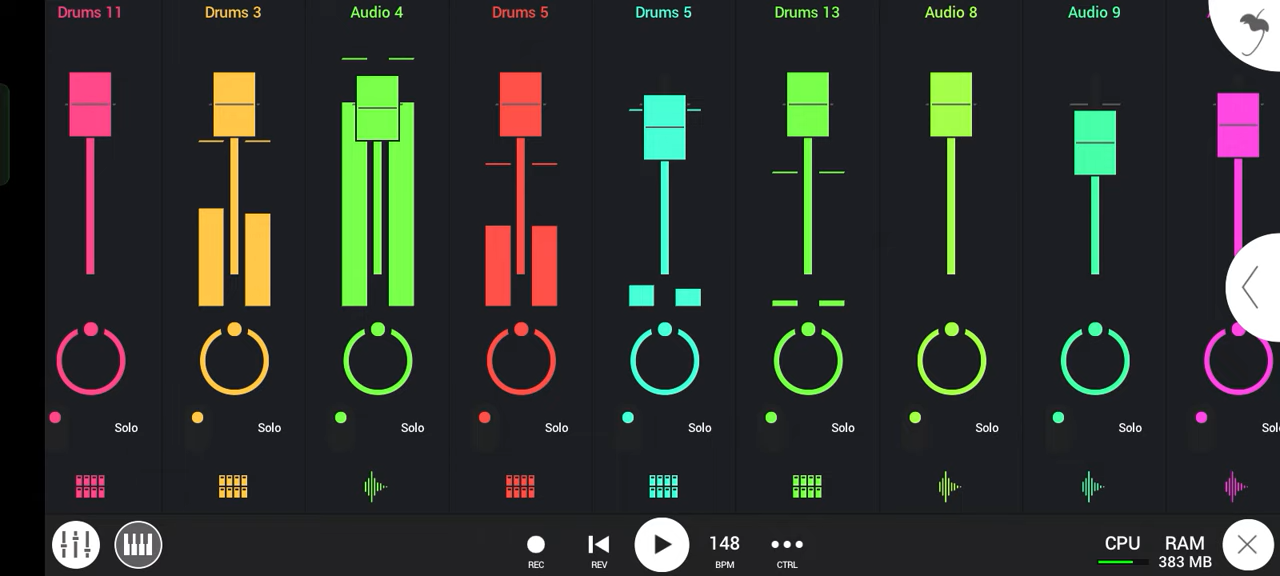 Drums 11
Drums 3
Audio 4
Drums 5
Drums 5
Drums 13
Audio 8
Audio 9
Solo
Solo
Solo
Solo
Solo
Solo
Solo
Solo
REC
REV
148
BPM
CTRL
CPU
RAM
383 MB